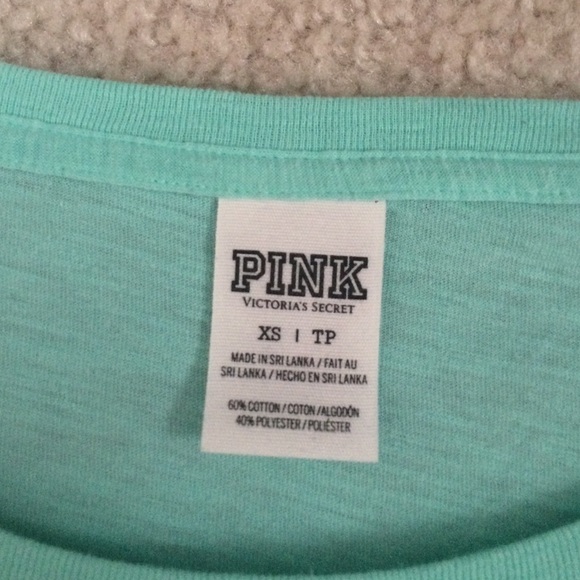 PINK
VICTORIA'S SECRET
XS | TP
MADE IN SRI LANKA / FAIT AU
SRI LANKA / HECHO EN SRI LANKA
60% COTTON / COTON /ALGODÓN
40% POLYESTER / POLIÉSTER